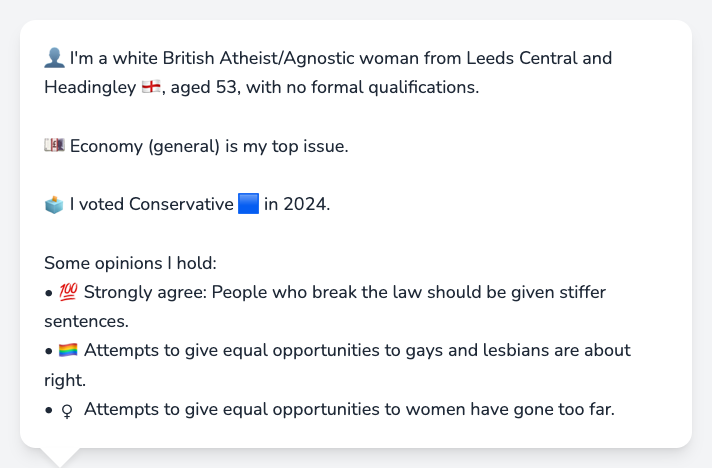 👤 I'm a white British Atheist/Agnostic woman from Leeds Central and
Headingley 🏴󠁧󠁢󠁥󠁮󠁧󠁿, aged 53, with no formal qualifications.
💷 Economy (general) is my top issue.
🗳️ I voted Conservative 🟦 in 2024.
Some opinions I hold:
• 💯 Strongly agree: People who break the law should be given stiffer
sentences.
• 🏳️‍🌈 Attempts to give equal opportunities to gays and lesbians are about
right.
• ♀ Attempts to give equal opportunities to women have gone too far.